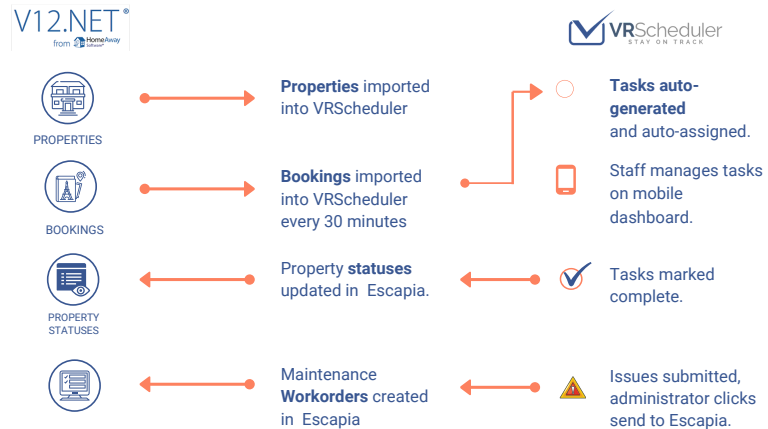 V12.NET®
from HomeAway
Software™
VRScheduler
STAY ON TRACK
PROPERTIES
Properties imported
into VRScheduler
Tasks auto-
generated
and auto-assigned.
BOOKINGS
Bookings imported
into VRScheduler
every 30 minutes
Staff manages tasks
on mobile
dashboard.
PROPERTY
STATUSES
Property statuses
updated in Escapia.
Tasks marked
complete.
Maintenance
Workorders created
in Escapia
Issues submitted,
administrator clicks
send to Escapia.